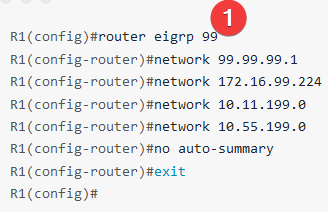 1
R1(config)#router eigrp 99
R1(config-router)#network 99.99.99.1
R1(config-router)#network 172.16.99.224
R1(config-router)#network 10.11.199.0
R1(config-router)#network 10.55.199.0
R1(config-router)#no auto-summary
R1(config-router)#exit
R1(config)#